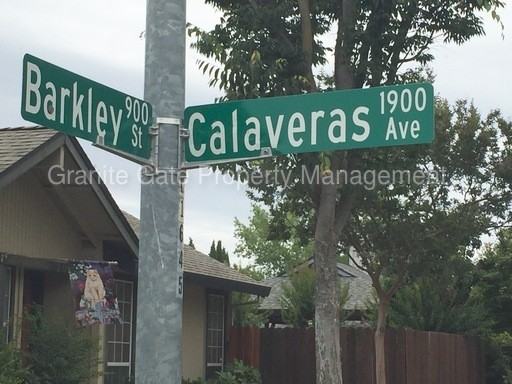 Barkley 900 St
Calaveras 1900 Ave
Granite Gate Property Management